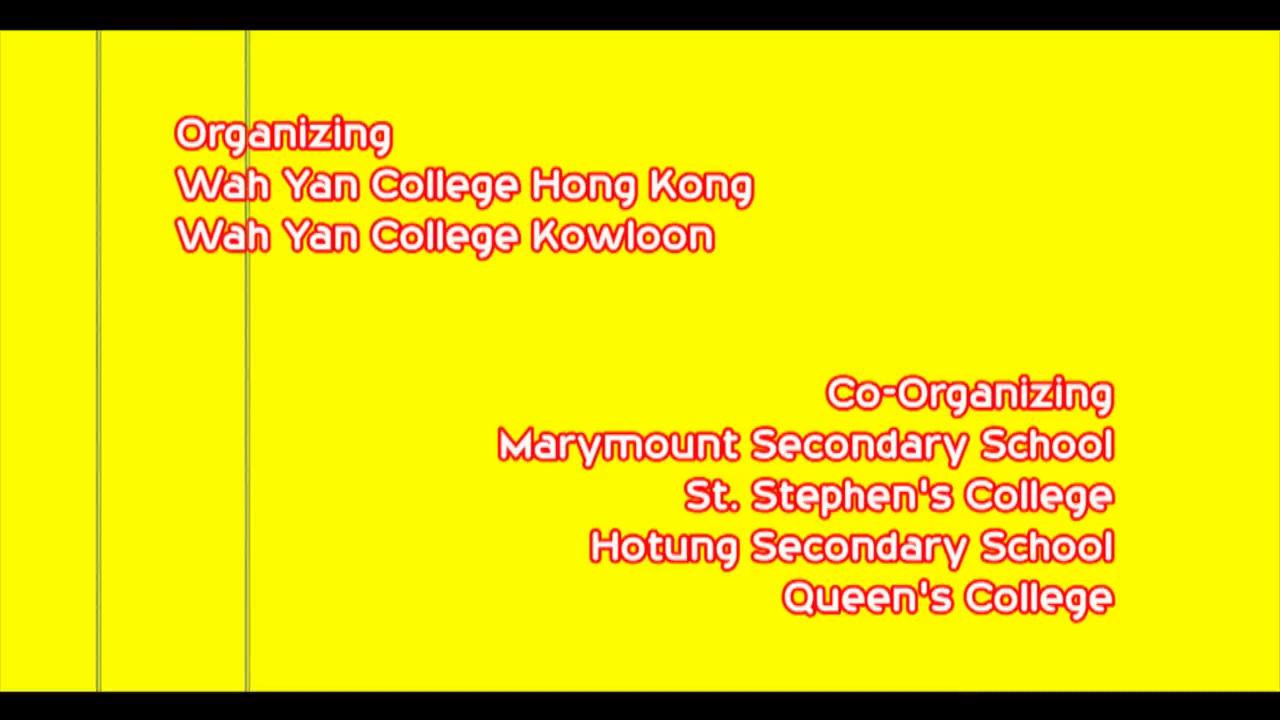 Organizing
Wah Yan College Hong Kong
Wah Yan College Kowloon
Co-Organizing
Marymount Secondary School
St. Stephen's College
Hotung Secondary School
Queen's College